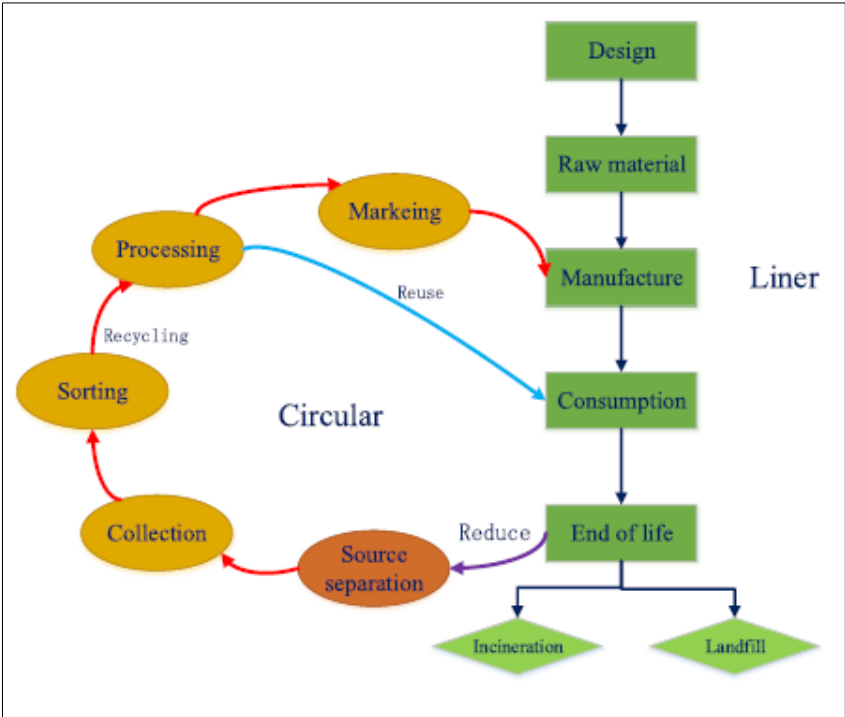 Design
Raw material
Markeing
Processing
Manufacture
Liner
Reuse
Recycling
Sorting
Consumption
Circular
Collection
Reduce
End of life
Source
separation
Incineration
Landfill